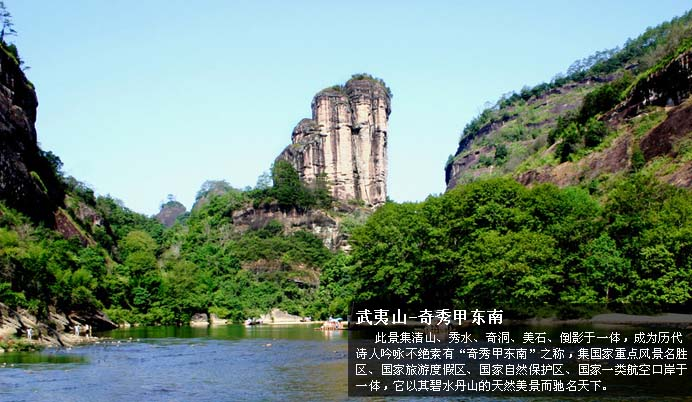 武夷山-奇秀甲东南
此景集清山、秀水、奇洞、美石、倒影于一体，成为历代
诗人吟咏不绝素有“奇秀甲东南”之称，集国家重点风景名胜
区、国家旅游度假区、国家自然保护区、国家一类航空口岸于
一体，它以其碧水丹山的天然美景而驰名天下。